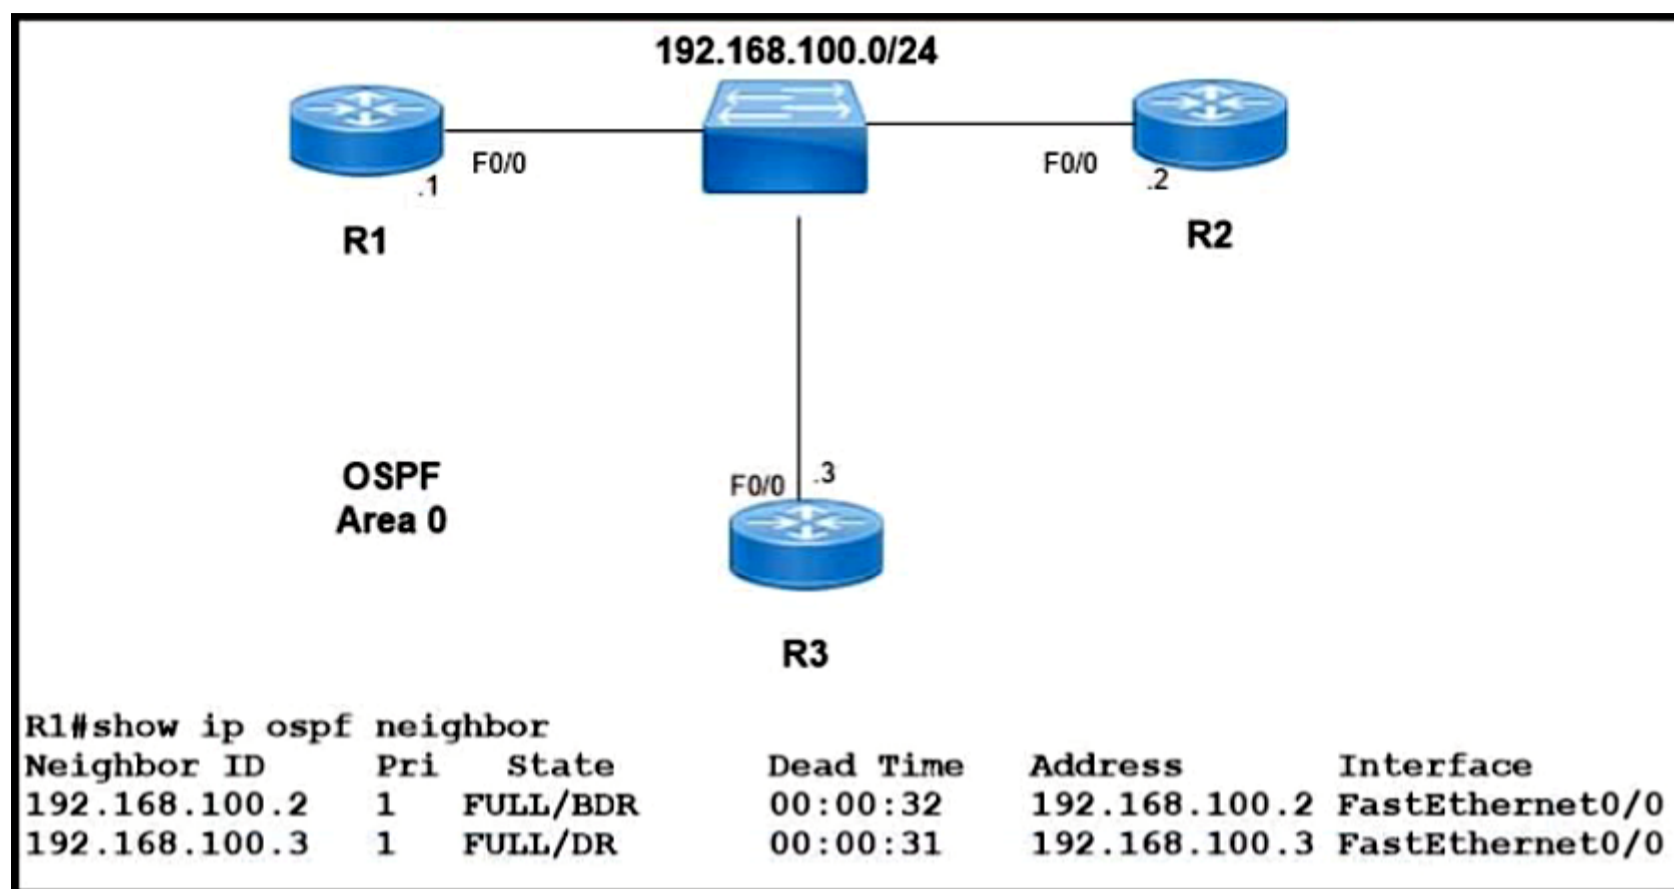 192.168.100.0/24
F0/0
F0/0
.1
.2
R1
R2
OSPF
Area 0
F0/0
.3
R3
R1#show ip ospf neighbor
Neighbor ID Pri State Dead Time Address Interface
192.168.100.2 1 FULL/BDR 00:00:32 192.168.100.2 FastEthernet0/0
192.168.100.3 1 FULL/DR 00:00:31 192.168.100.3 FastEthernet0/0